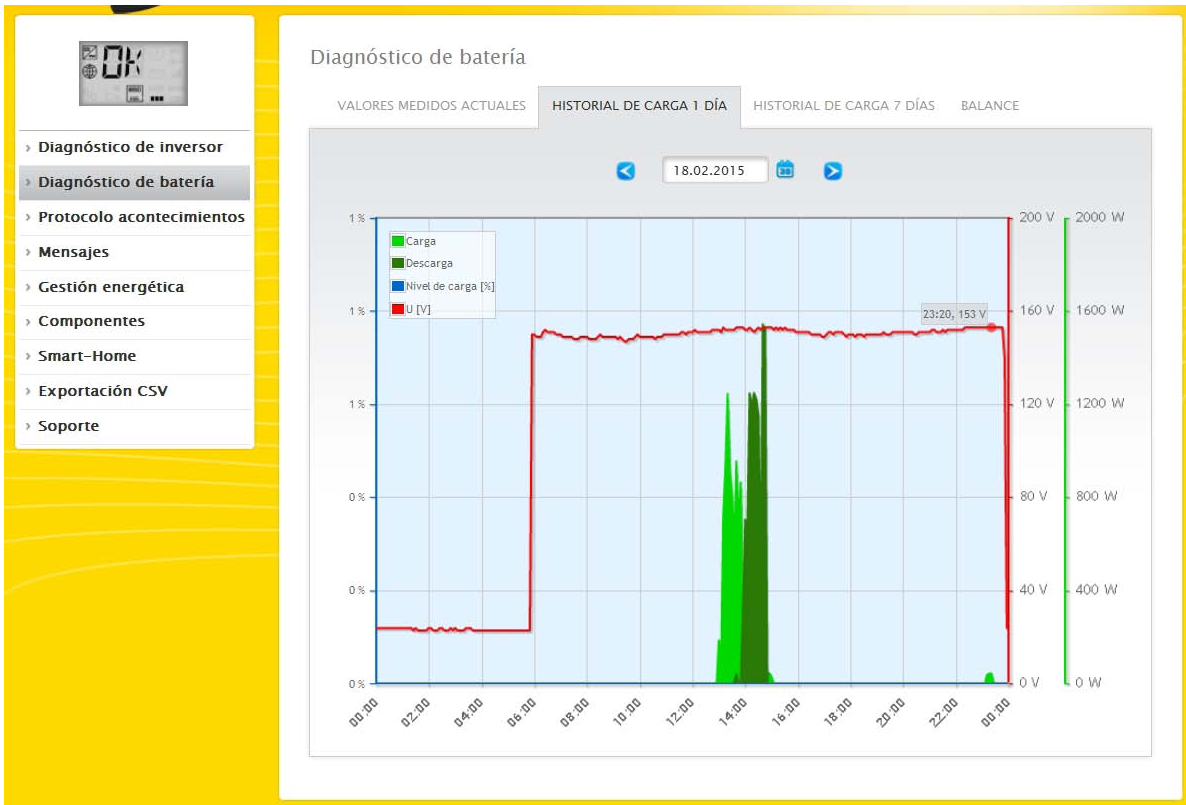 OK
Diagnóstico de inversor
Diagnóstico de batería
Protocolo acontecimientos
Mensajes
Gestión energética
Componentes
Smart-Home
Exportación CSV
Soporte
Diagnóstico de batería
VALORES MEDIDOS ACTUALES HISTORIAL DE CARGA 1 DÍA HISTORIAL DE CARGA 7 DÍAS BALANCE
18.02.2015
1 % 200 V 2000 W
Carga
Descarga
Nivel de carga [%]
U [V]
1 % 160 V 1600 W
23:20, 153 V
1 % 120 V 1200 W
0 % 80 V 800 W
0 % 40 V 400 W
0 % 0 V 0 W
00:00 02:00 04:00 06:00 08:00 10:00 12:00 14:00 16:00 18:00 20:00 22:00 00:00